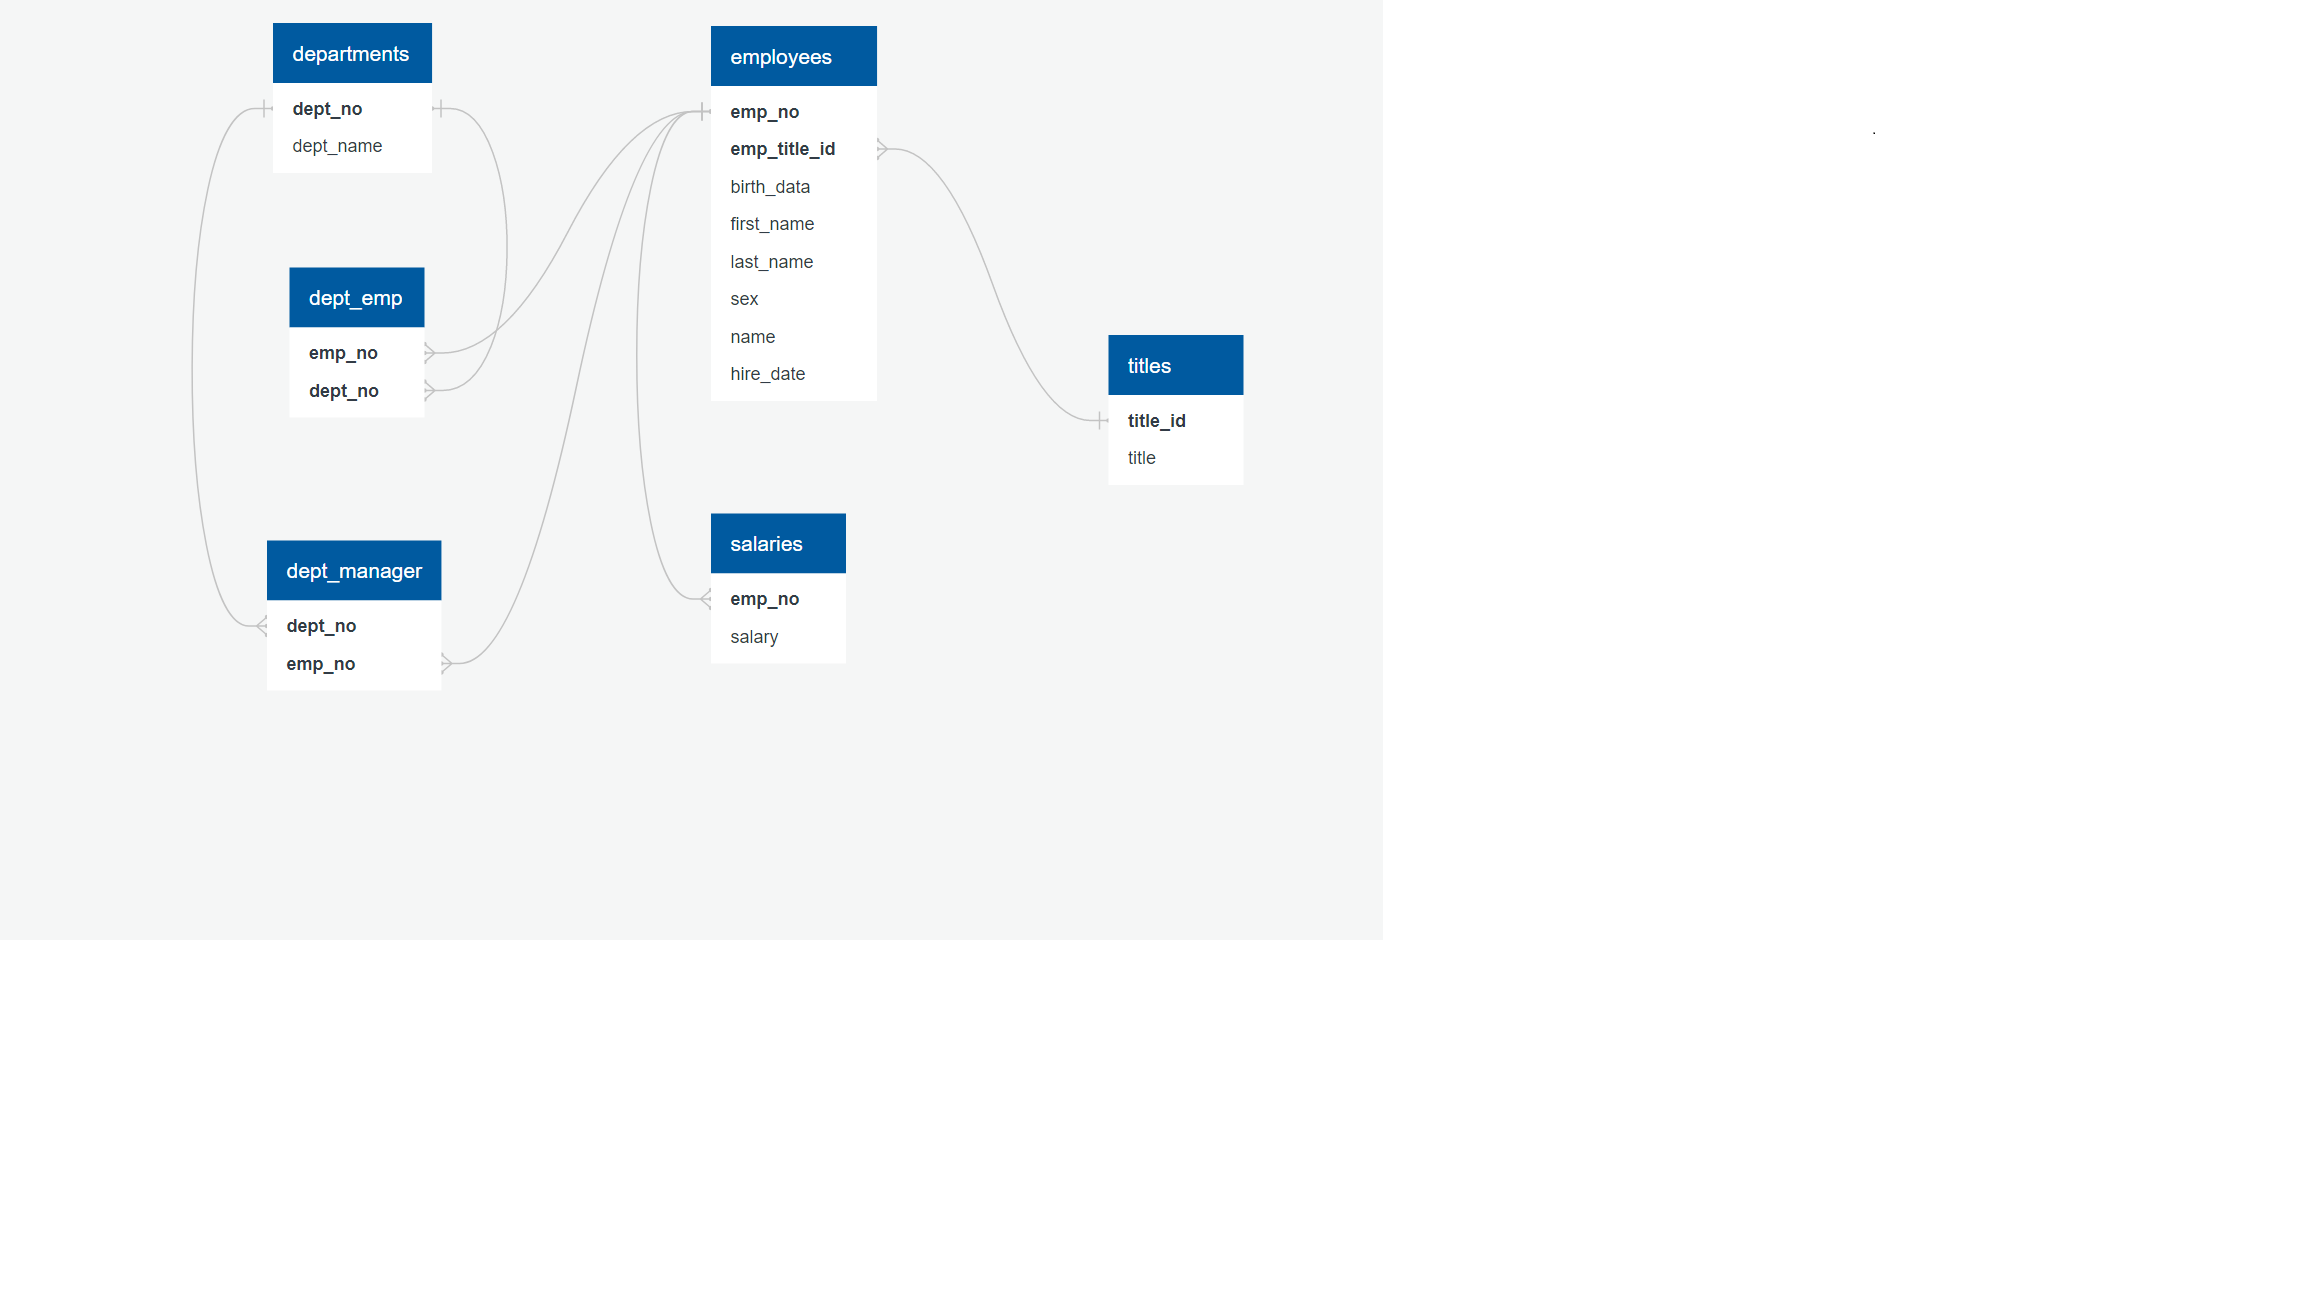 departments
dept_no
dept_name
dept_emp
emp_no
dept_no
dept_manager
dept_no
emp_no
employees
emp_no
emp_title_id
birth_data
first_name
last_name
sex
name
hire_date
salaries
emp_no
salary
titles
title_id
title